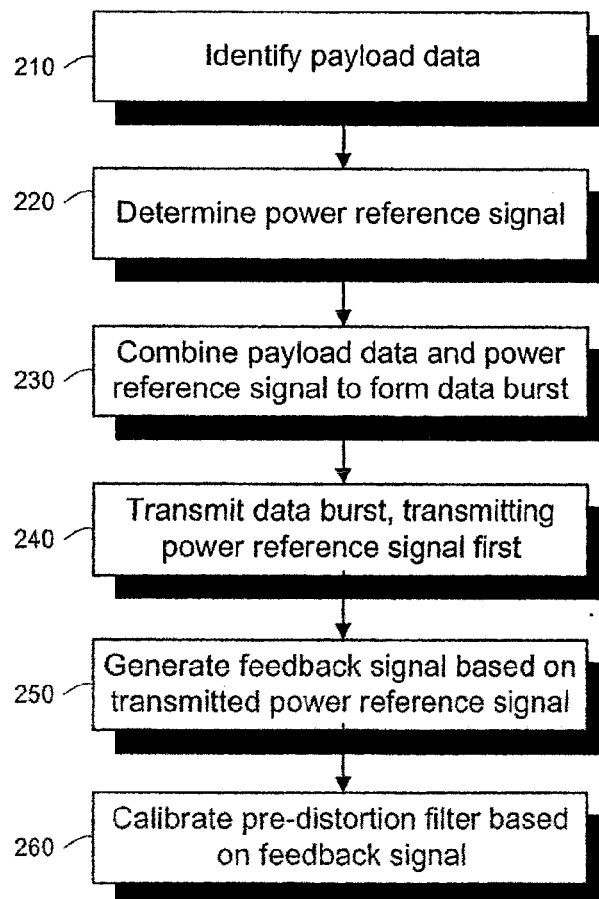 210
Identify payload data
220
Determine power reference signal
230
Combine payload data and power
reference signal to form data burst
240
Transmit data burst, transmitting
power reference signal first
250
Generate feedback signal based on
transmitted power reference signal
260
Calibrate pre-distortion filter based
on feedback signal